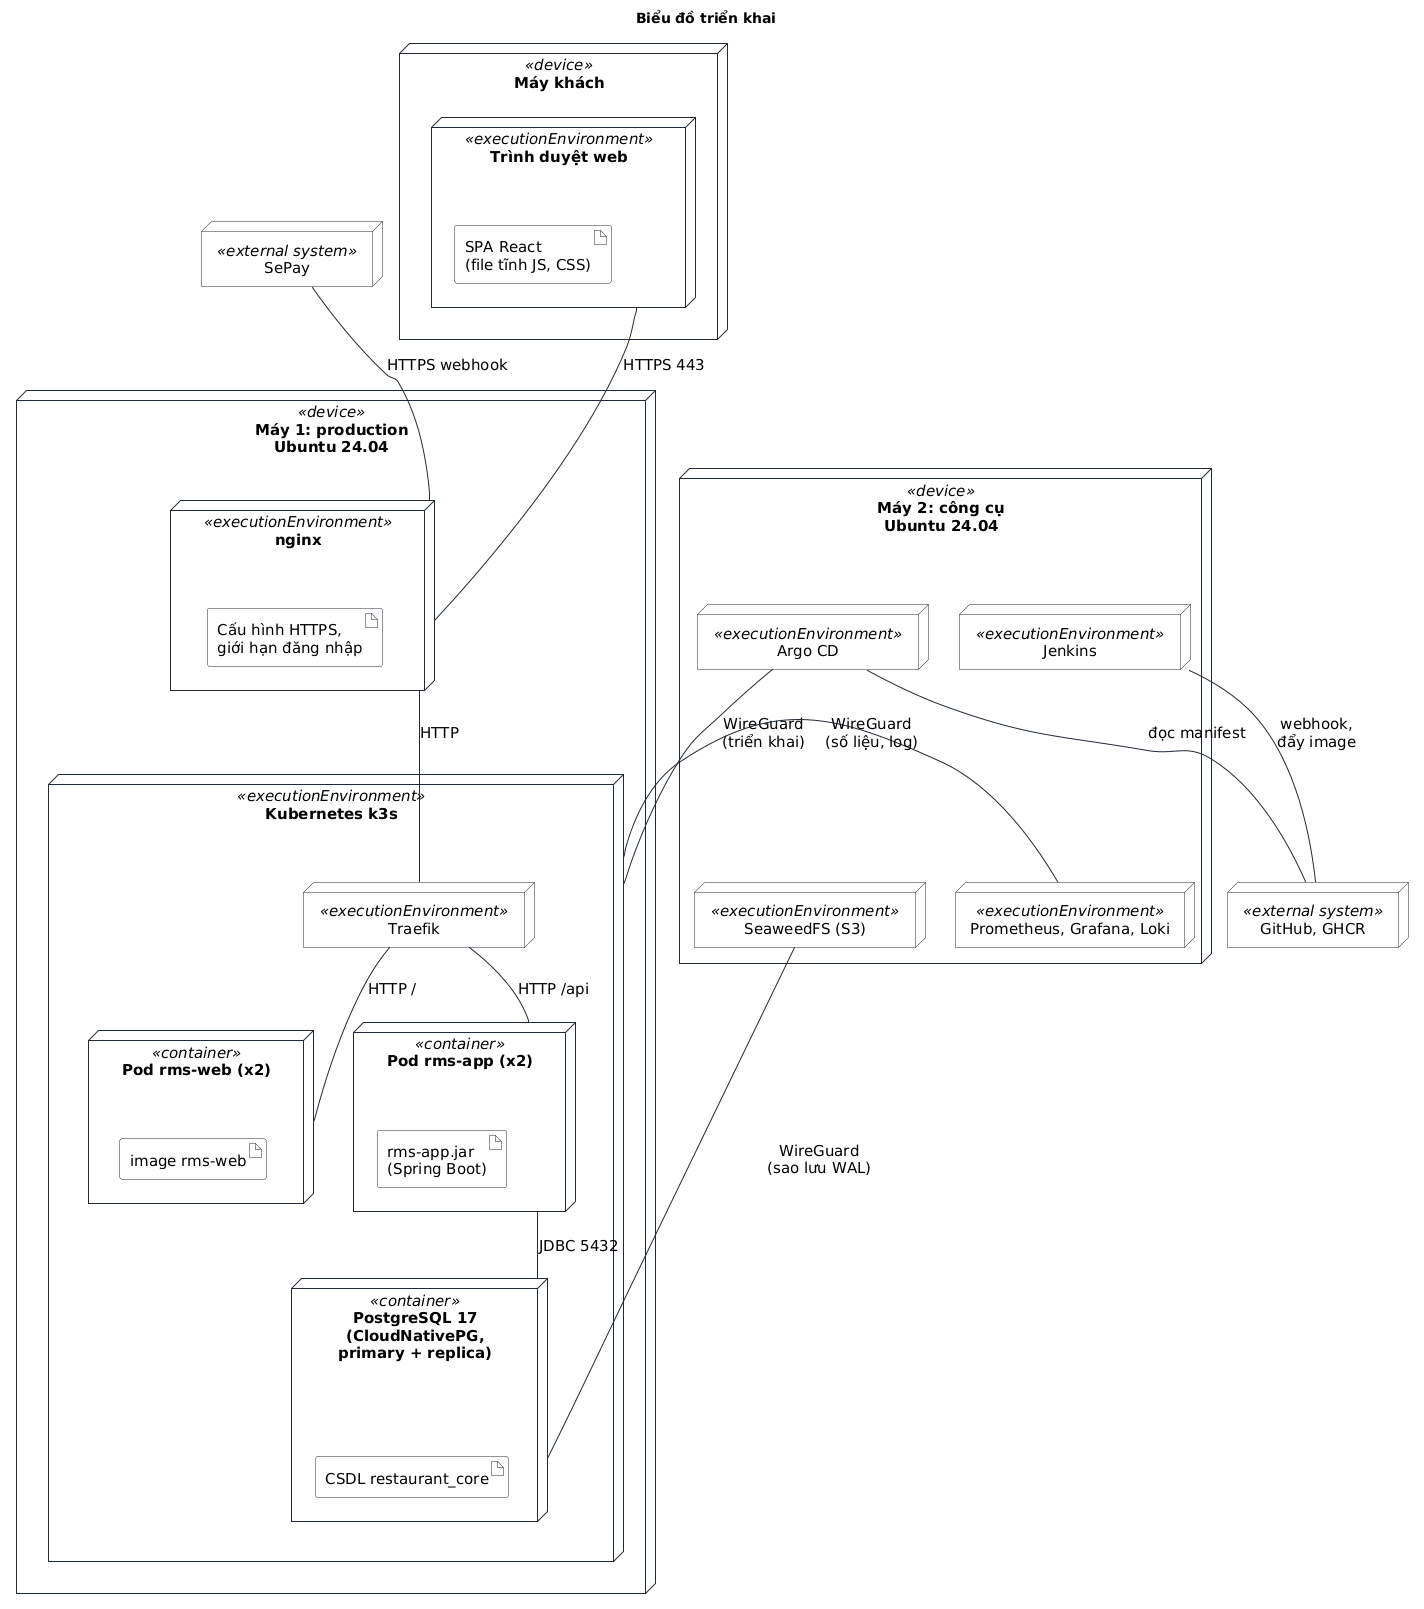 Biểu đồ triển khai
«device»
Máy khách
«executionEnvironment»
Trình duyệt web
SPA React
(file tĩnh JS, CSS)
«external system»
SePay
HTTPS webhook
HTTPS 443
«device»
Máy 1: production
Ubuntu 24.04
«executionEnvironment»
nginx
Cấu hình HTTPS,
giới hạn đăng nhập
HTTP
«executionEnvironment»
Kubernetes k3s
«executionEnvironment»
Traefik
HTTP /
HTTP /api
«container»
Pod rms-web (x2)
image rms-web
«container»
Pod rms-app (x2)
rms-app.jar
(Spring Boot)
JDBC 5432
«container»
PostgreSQL 17
(CloudNativePG,
primary + replica)
CSDL restaurant_core
«device»
Máy 2: công cụ
Ubuntu 24.04
«executionEnvironment»
Argo CD
«executionEnvironment»
Jenkins
WireGuard
(triển khai)
WireGuard
(số liệu, log)
đọc manifest
webhook,
đẩy image
«executionEnvironment»
SeaweedFS (S3)
«executionEnvironment»
Prometheus, Grafana, Loki
«external system»
GitHub, GHCR
WireGuard
(sao lưu WAL)